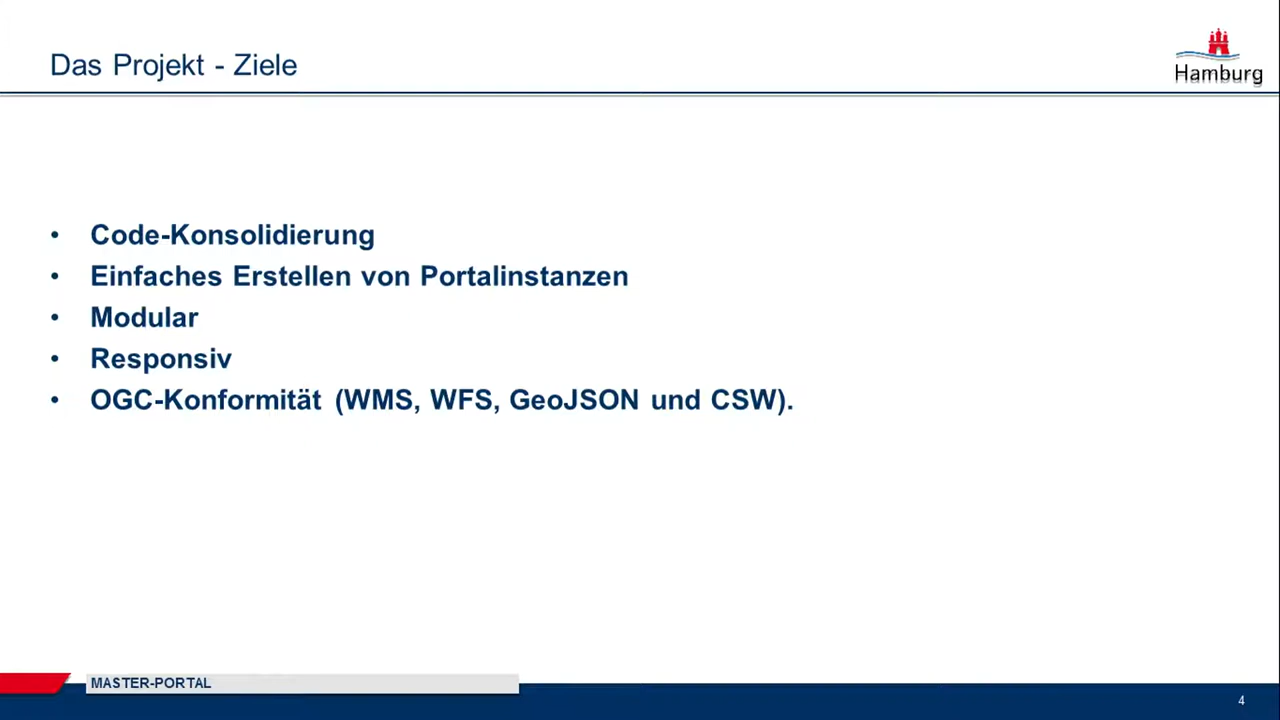 Das Projekt - Ziele
Hamburg
• Code-Konsolidierung
• Einfaches Erstellen von Portalinstanzen
• Modular
• Responsiv
• OGC-Konformität (WMS, WFS, GeoJSON und CSW).
MASTER-PORTAL
4